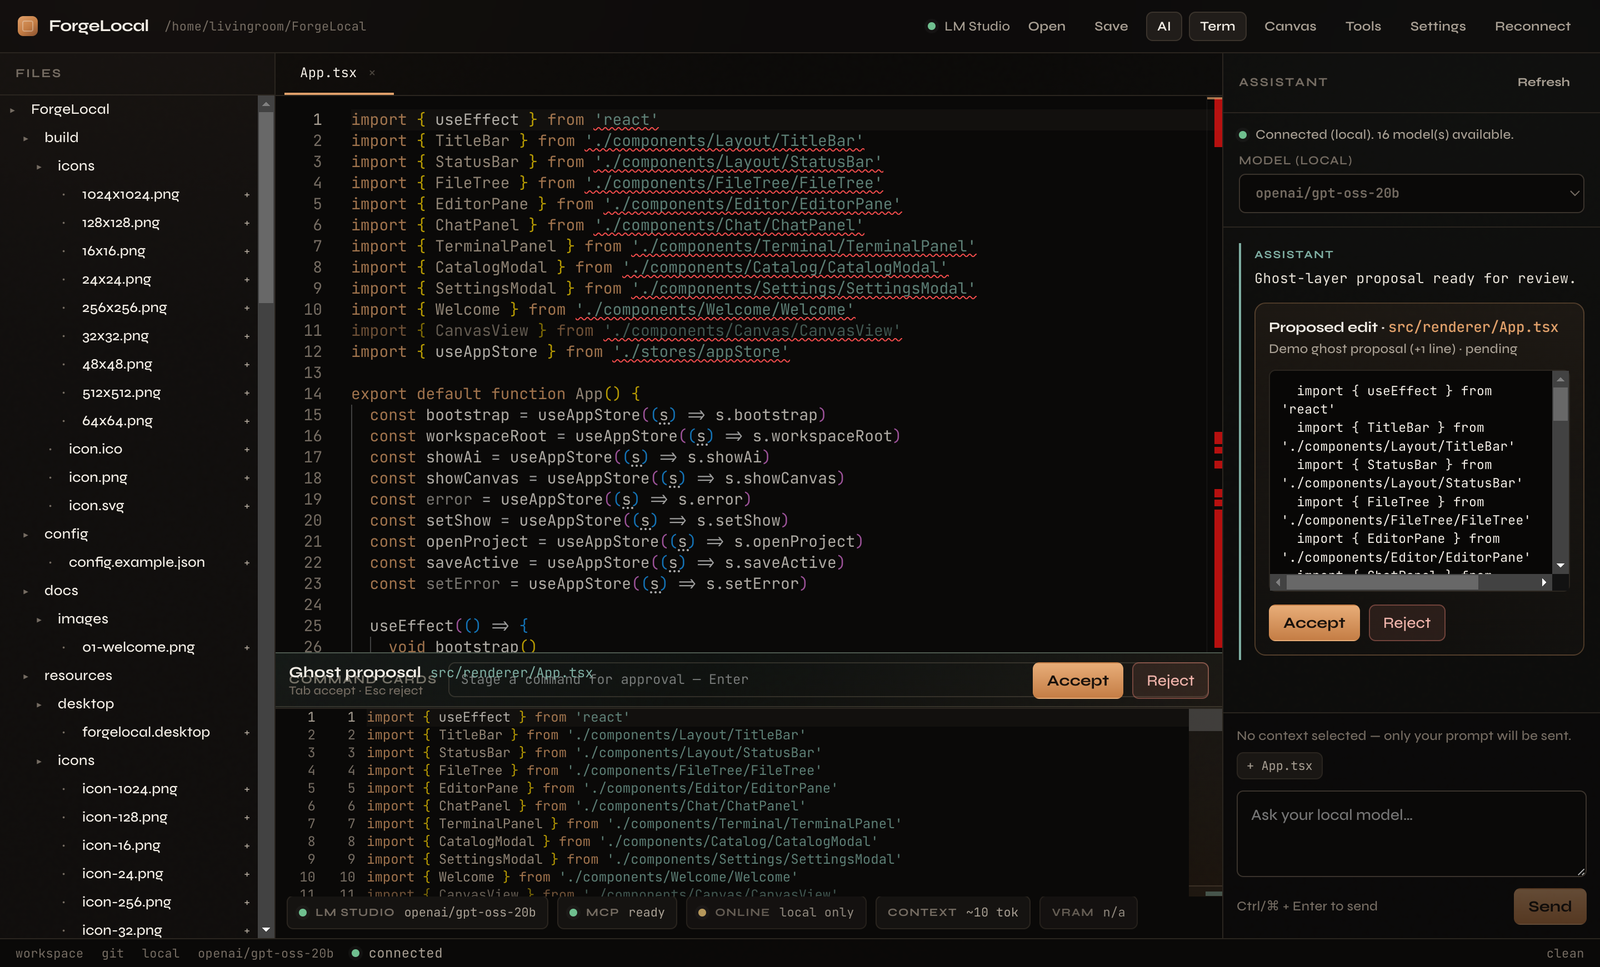 ForgeLocal /home/livingroom/ForgeLocal
LM Studio Open Save AI Term Canvas Tools Settings Reconnect
FILES
ForgeLocal
build
icons
1024x1024.png +
128x128.png +
16x16.png +
24x24.png +
256x256.png +
32x32.png +
48x48.png +
512x512.png +
64x64.png +
icon.ico +
icon.png +
icon.svg +
config
config.example.json +
docs
images
01-welcome.png +
resources
desktop
forgelocal.desktop +
icons
icon-1024.png +
icon-128.png +
icon-16.png +
icon-24.png +
icon-256.png +
icon-32.png +
App.tsx ×
1 import { useEffect } from 'react'
2 import { TitleBar } from './components/Layout/TitleBar'
3 import { StatusBar } from './components/Layout/StatusBar'
4 import { FileTree } from './components/FileTree/FileTree'
5 import { EditorPane } from './components/Editor/EditorPane'
6 import { ChatPanel } from './components/Chat/ChatPanel'
7 import { TerminalPanel } from './components/Terminal/TerminalPanel'
8 import { CatalogModal } from './components/Catalog/CatalogModal'
9 import { SettingsModal } from './components/Settings/SettingsModal'
10 import { Welcome } from './components/Welcome/Welcome'
11 import { CanvasView } from './components/Canvas/CanvasView'
12 import { useAppStore } from './stores/appStore'
13
14 export default function App() {
15 const bootstrap = useAppStore((s) => s.bootstrap)
16 const workspaceRoot = useAppStore((s) => s.workspaceRoot)
17 const showAi = useAppStore((s) => s.showAi)
18 const showCanvas = useAppStore((s) => s.showCanvas)
19 const error = useAppStore((s) => s.error)
20 const setShow = useAppStore((s) => s.setShow)
21 const openProject = useAppStore((s) => s.openProject)
22 const saveActive = useAppStore((s) => s.saveActive)
23 const setError = useAppStore((s) => s.setError)
24
25 useEffect(() => {
26 void bootstrap()
Ghost proposal src/renderer/App.tsx
COMMAND CARDS Stage a command for approval — Enter
Tab accept · Esc reject
Accept Reject
1 1 import { useEffect } from 'react'
2 2 import { TitleBar } from './components/Layout/TitleBar'
3 3 import { StatusBar } from './components/Layout/StatusBar'
4 4 import { FileTree } from './components/FileTree/FileTree'
5 5 import { EditorPane } from './components/Editor/EditorPane'
6 6 import { ChatPanel } from './components/Chat/ChatPanel'
7 7 import { TerminalPanel } from './components/Terminal/TerminalPanel'
8 8 import { CatalogModal } from './components/Catalog/CatalogModal'
9 9 import { SettingsModal } from './components/Settings/SettingsModal'
10 10 import { Welcome } from './components/Welcome/Welcome'
11 11 import { CanvasView } from './components/Canvas/CanvasView'
LM STUDIO openai/gpt-oss-20b MCP ready ONLINE local only CONTEXT ~10 tok VRAM n/a
ASSISTANT Refresh
Connected (local). 16 model(s) available.
MODEL (LOCAL)
openai/gpt-oss-20b
ASSISTANT
Ghost-layer proposal ready for review.
Proposed edit · src/renderer/App.tsx
Demo ghost proposal (+1 line) · pending
import { useEffect } from
'react'
import { TitleBar } from
'./components/Layout/TitleBar'
import { StatusBar } from
'./components/Layout/StatusBar'
import { FileTree } from
'./components/FileTree/FileTree'
import { EditorPane } from
'./components/Editor/EditorPane'
import { ChatPanel } from
Accept Reject
No context selected — only your prompt will be sent.
+ App.tsx
Ask your local model…
Ctrl/⌘ + Enter to send Send
workspace git local openai/gpt-oss-20b connected clean